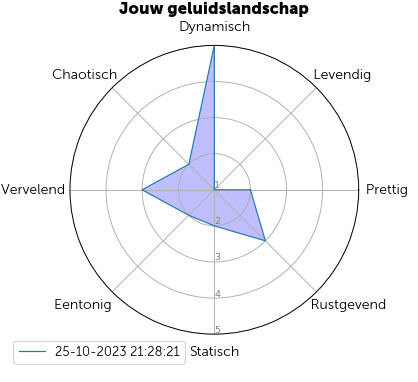 Jouw geluidslandschap
Dynamisch
Chaotisch
Levendig
Vervelend
1
Prettig
2
3
4
Eentonig
Rustgevend
5
25-10-2023 21:28:21
Statisch